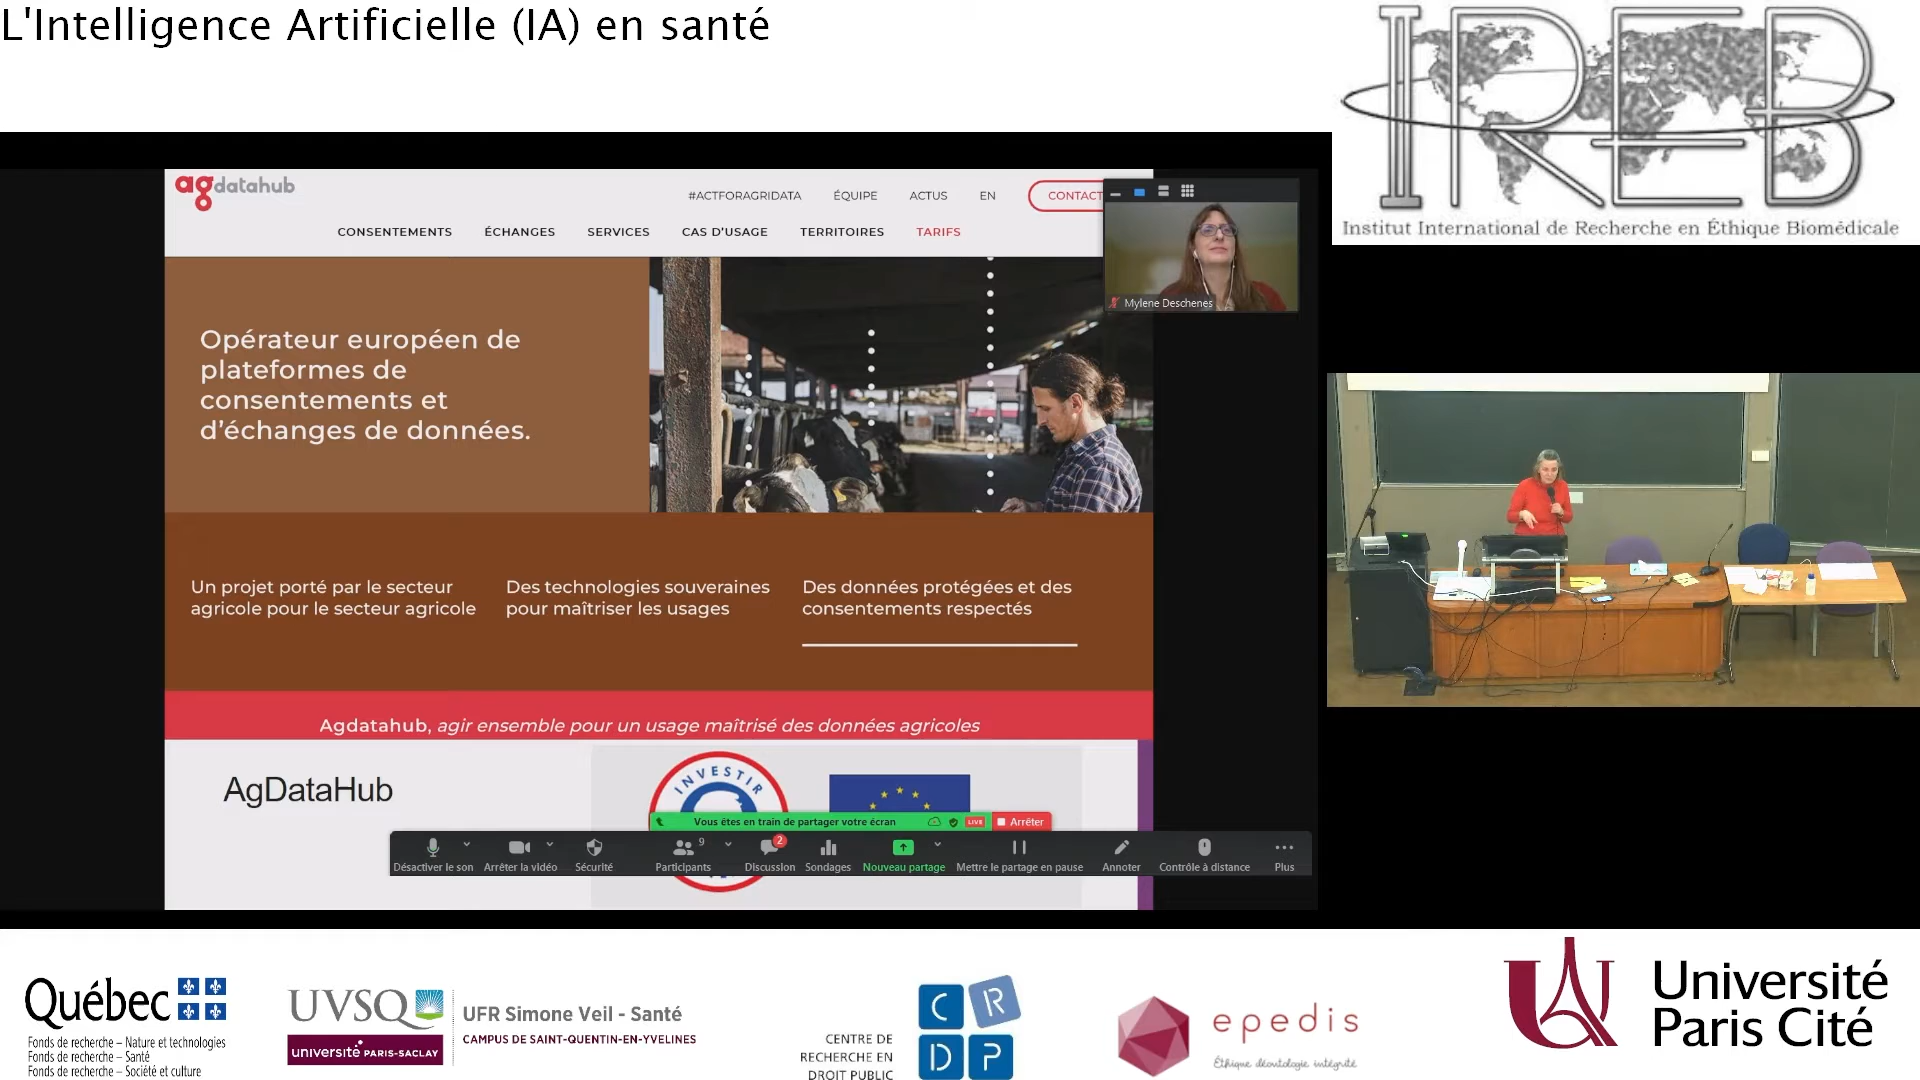 L'Intelligence Artificielle (IA) en santé
IREB
Institut International de Recherche en Éthique Biomédicale
agdatahub
#ACTFORAGRIDATA ÉQUIPE ACTUS EN CONTACT
CONSENTEMENTS ÉCHANGES SERVICES CAS D'USAGE TERRITOIRES TARIFS
Mylene Deschenes
Opérateur européen de
plateformes de
consentements et
d'échanges de données.
Un projet porté par le secteur
agricole pour le secteur agricole
Des technologies souveraines
pour maîtriser les usages
Des données protégées et des
consentements respectés
Agdatahub, agir ensemble pour un usage maîtrisé des données agricoles
AgDataHub
INVESTIR
Vous êtes en train de partager votre écran LIVE Arrêter
9 2
Désactiver le son Arrêter la vidéo Sécurité Participants Discussion Sondages Nouveau partage Mettre le partage en pause Annoter Contrôle à distance Plus
Québec
Fonds de recherche – Nature et technologies
Fonds de recherche – Santé
Fonds de recherche – Société et culture
UVSQ
université PARIS-SACLAY
UFR Simone Veil - Santé
CAMPUS DE SAINT-QUENTIN-EN-YVELINES
CENTRE DE
RECHERCHE EN
DROIT PUBLIC
C R
D P
epedis
Éthique déontologie intégrité
Université
Paris Cité